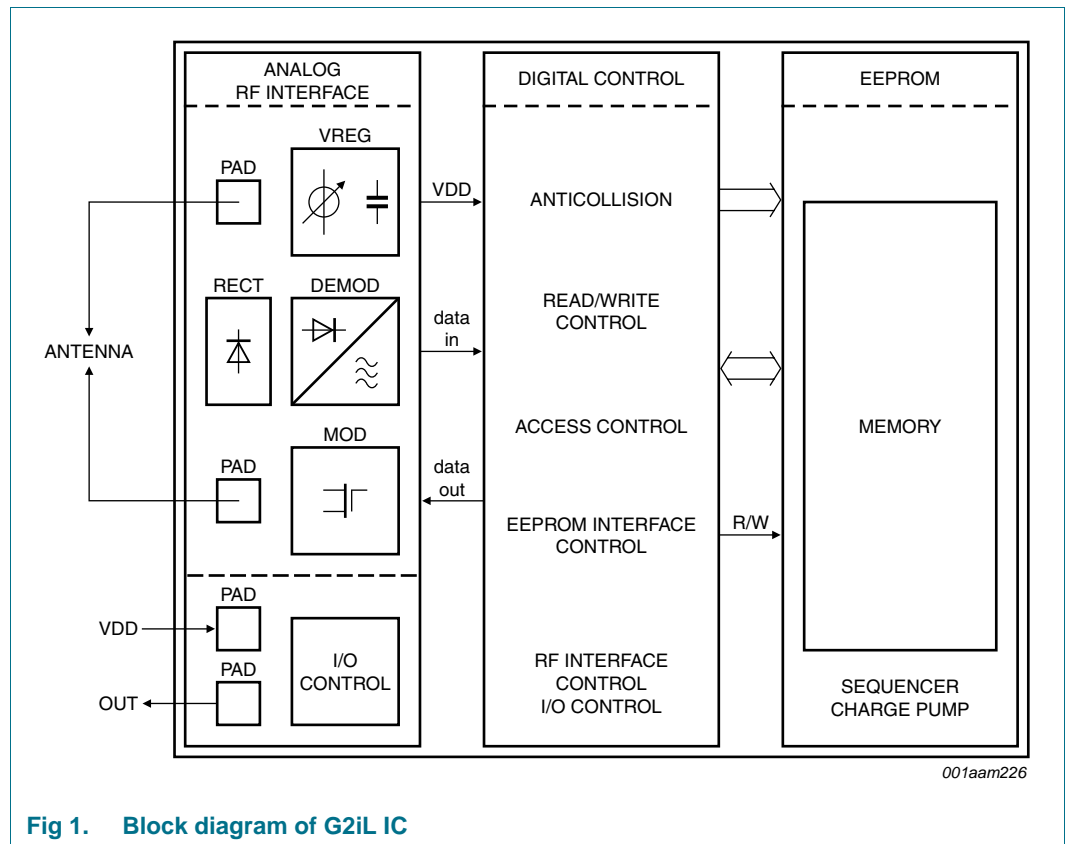 ANALOG
RF INTERFACE
DIGITAL CONTROL
EEPROM
VREG
PAD
VDD
ANTICOLLISION
RECT
DEMOD
data
in
READ/WRITE
CONTROL
ANTENNA
MOD
PAD
data
out
ACCESS CONTROL
MEMORY
EEPROM INTERFACE
CONTROL
R/W
PAD
VDD
I/O
CONTROL
PAD
OUT
RF INTERFACE
CONTROL
I/O CONTROL
SEQUENCER
CHARGE PUMP
001aam226
Fig 1. Block diagram of G2iL IC